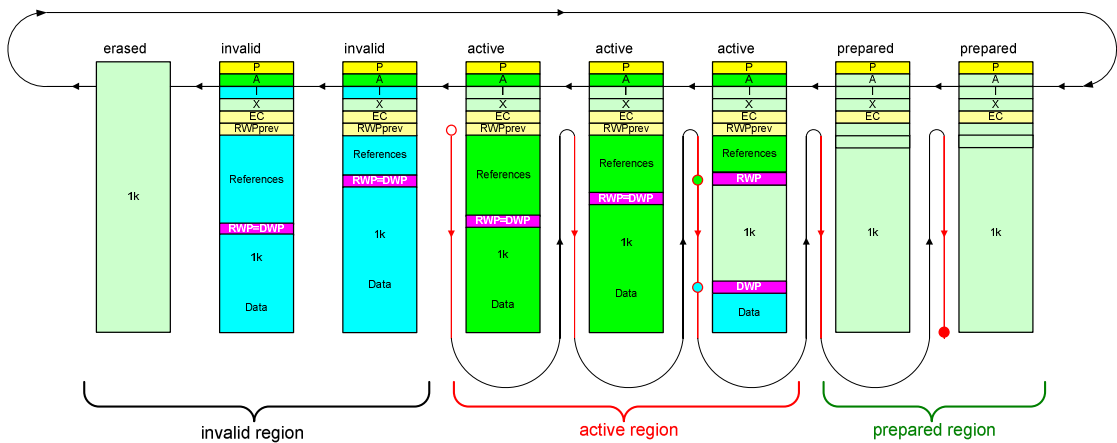 erased
1k
invalid
P
A
I
X
EC
RWPprev
References
RWP=DWP
1k
Data
invalid
P
A
I
X
EC
RWPprev
References
RWP=DWP
1k
Data
active
P
A
I
X
EC
RWPprev
References
RWP=DWP
1k
Data
active
P
A
I
X
EC
RWPprev
References
RWP=DWP
1k
Data
active
P
A
I
X
EC
RWPprev
References
RWP
1k
DWP
Data
prepared
P
A
I
X
EC
1k
prepared
P
A
I
X
EC
1k
invalid region
active region
prepared region